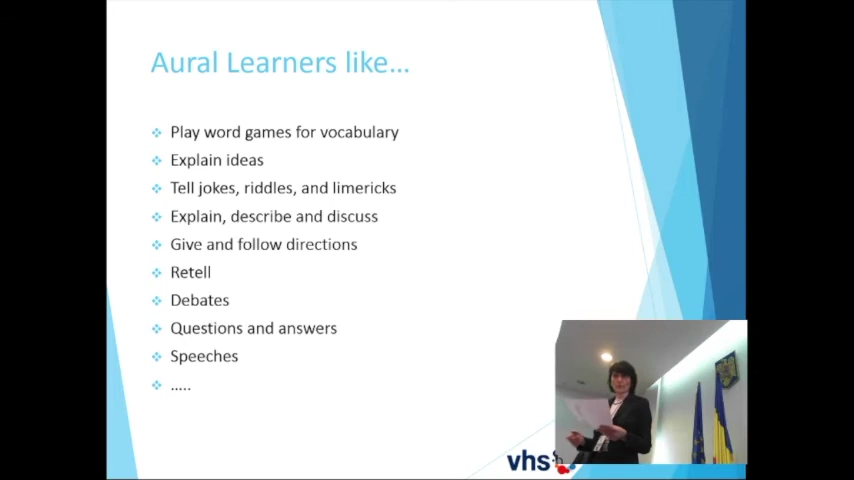 Aural Learners like...
Play word games for vocabulary
Explain ideas
Tell jokes, riddles, and limericks
Explain, describe and discuss
Give and follow directions
Retell
Debates
Questions and answers
Speeches
.....
vhs